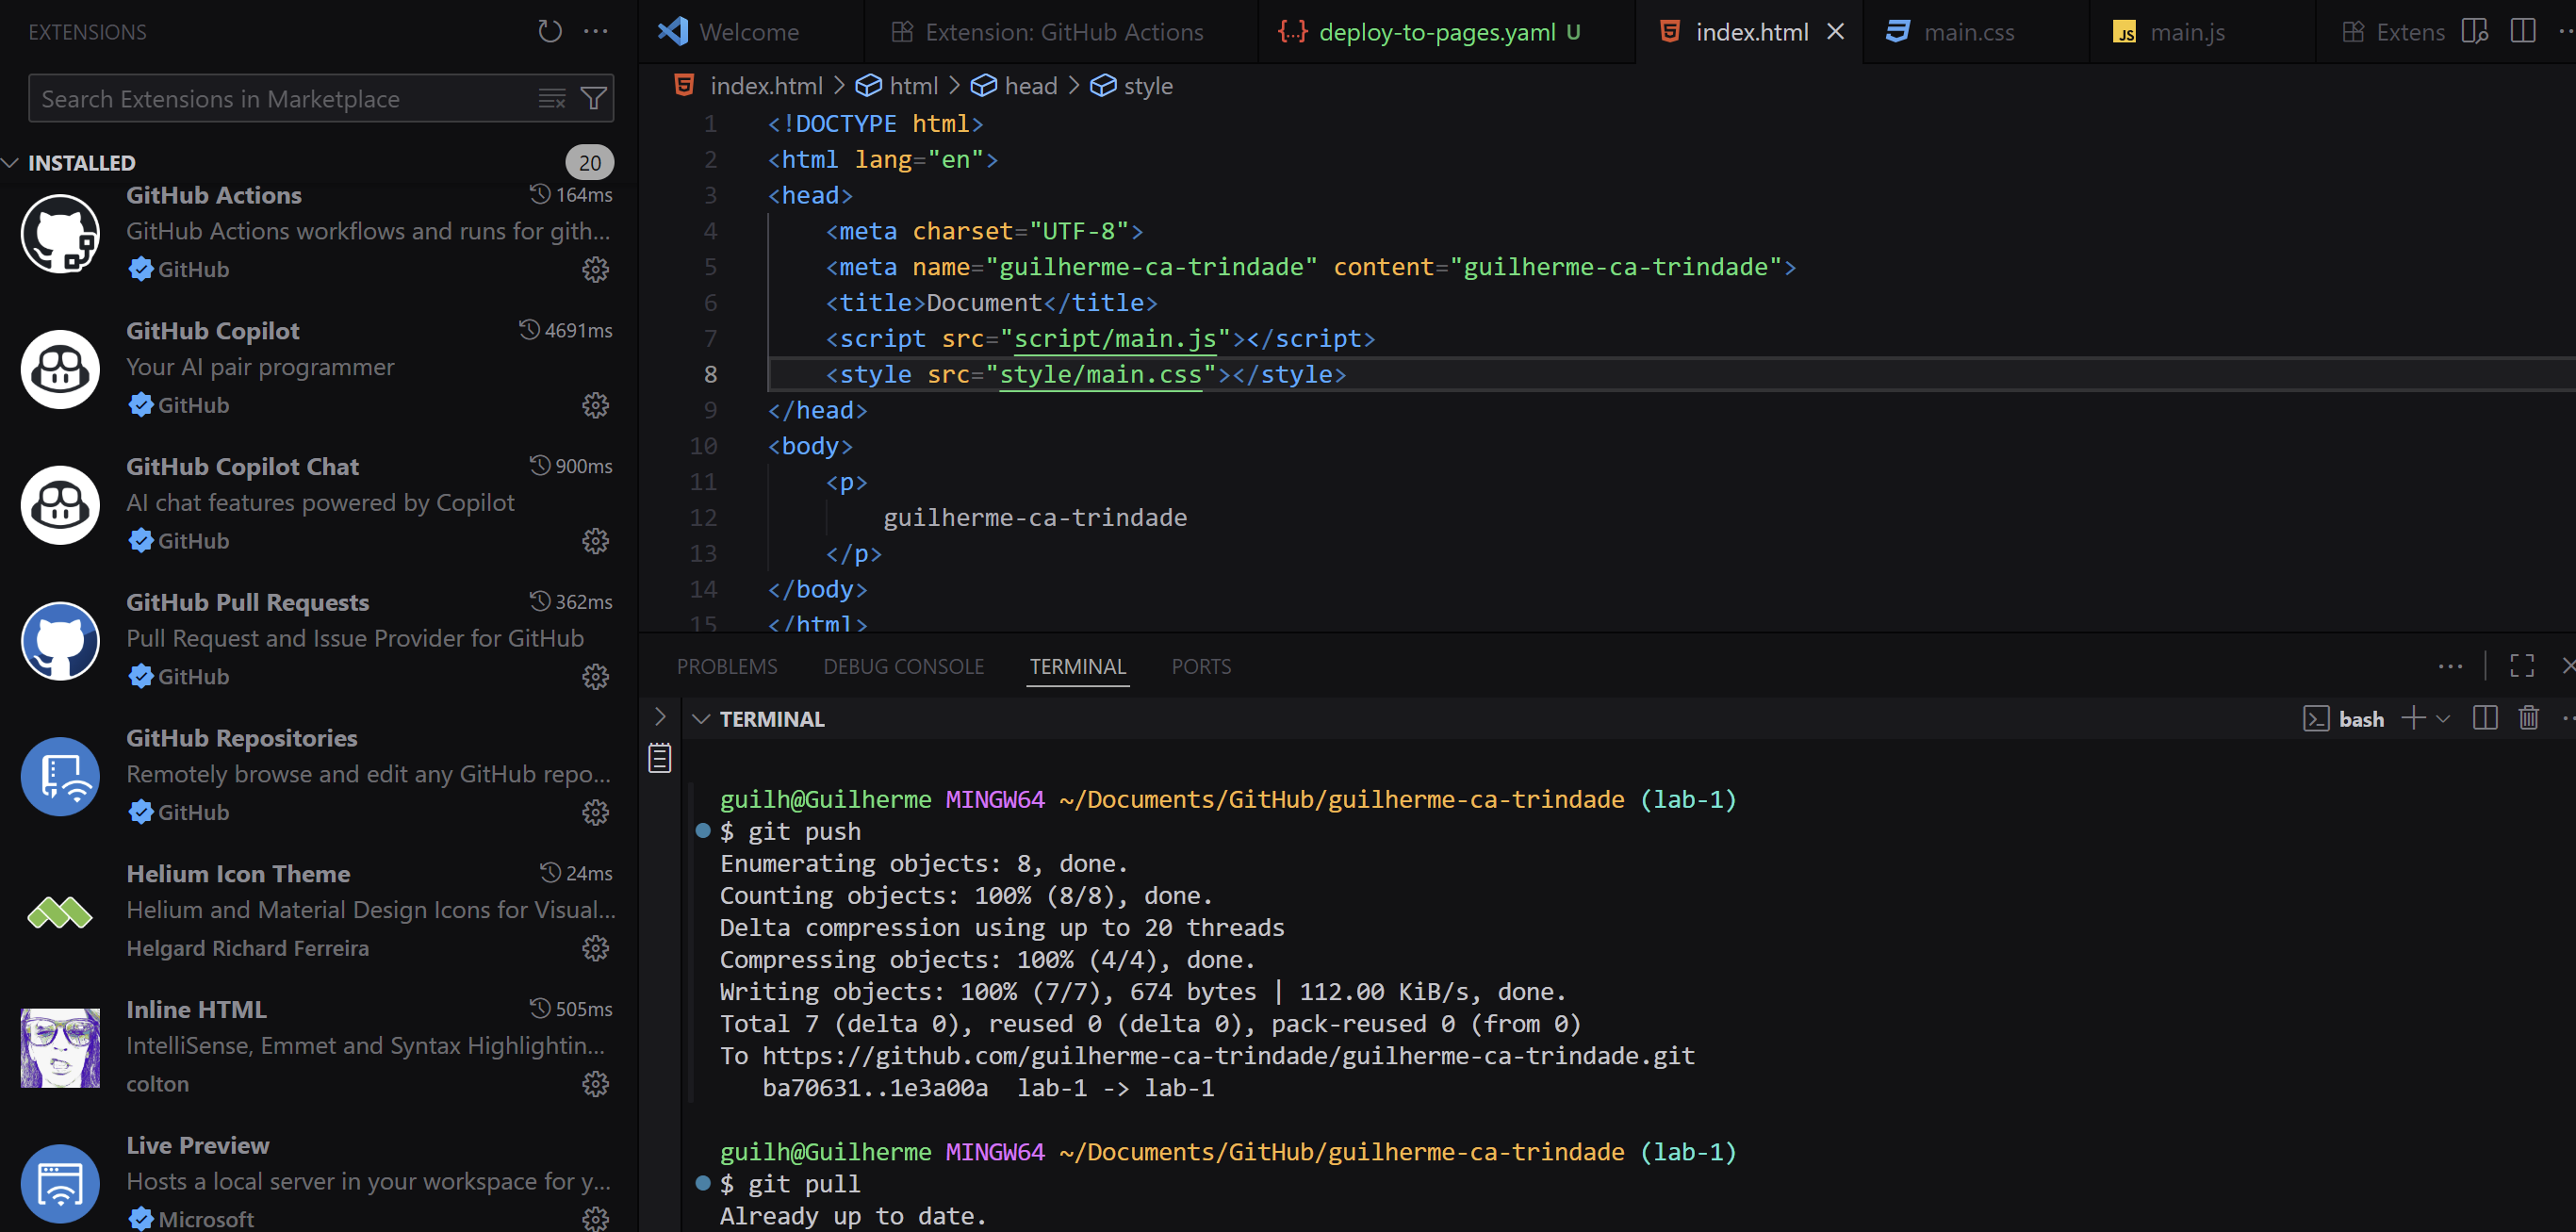 EXTENSIONS
Search Extensions in Marketplace
INSTALLED 20
GitHub Actions 164ms
GitHub Actions workflows and runs for gith...
GitHub
GitHub Copilot 4691ms
Your AI pair programmer
GitHub
GitHub Copilot Chat 900ms
AI chat features powered by Copilot
GitHub
GitHub Pull Requests 362ms
Pull Request and Issue Provider for GitHub
GitHub
GitHub Repositories
Remotely browse and edit any GitHub repo...
GitHub
Helium Icon Theme 24ms
Helium and Material Design Icons for Visual...
Helgard Richard Ferreira
Inline HTML 505ms
IntelliSense, Emmet and Syntax Highlightin...
colton
Live Preview
Hosts a local server in your workspace for y...
Microsoft
Welcome Extension: GitHub Actions {..} deploy-to-pages.yaml U index.html main.css JS main.js Extens
index.html > html > head > style
1 <!DOCTYPE html>
2 <html lang="en">
3 <head>
4 <meta charset="UTF-8">
5 <meta name="guilherme-ca-trindade" content="guilherme-ca-trindade">
6 <title>Document</title>
7 <script src="script/main.js"></script>
8 <style src="style/main.css"></style>
9 </head>
10 <body>
11 <p>
12 guilherme-ca-trindade
13 </p>
14 </body>
15 </html>
PROBLEMS DEBUG CONSOLE TERMINAL PORTS
TERMINAL bash
guilh@Guilherme MINGW64 ~/Documents/GitHub/guilherme-ca-trindade (lab-1)
$ git push
Enumerating objects: 8, done.
Counting objects: 100% (8/8), done.
Delta compression using up to 20 threads
Compressing objects: 100% (4/4), done.
Writing objects: 100% (7/7), 674 bytes | 112.00 KiB/s, done.
Total 7 (delta 0), reused 0 (delta 0), pack-reused 0 (from 0)
To https://github.com/guilherme-ca-trindade/guilherme-ca-trindade.git
ba70631..1e3a00a lab-1 -> lab-1
guilh@Guilherme MINGW64 ~/Documents/GitHub/guilherme-ca-trindade (lab-1)
$ git pull
Already up to date.